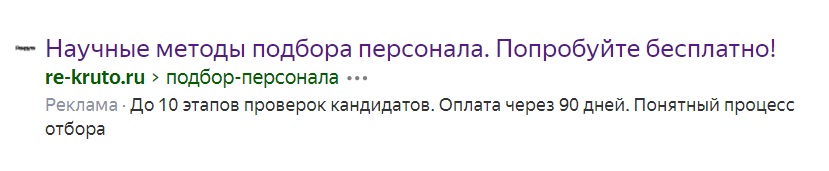 Научные методы подбора персонала. Попробуйте бесплатно!
re-kruto.ru › подбор-персонала •••
Реклама · До 10 этапов проверок кандидатов. Оплата через 90 дней. Понятный процесс
отбора